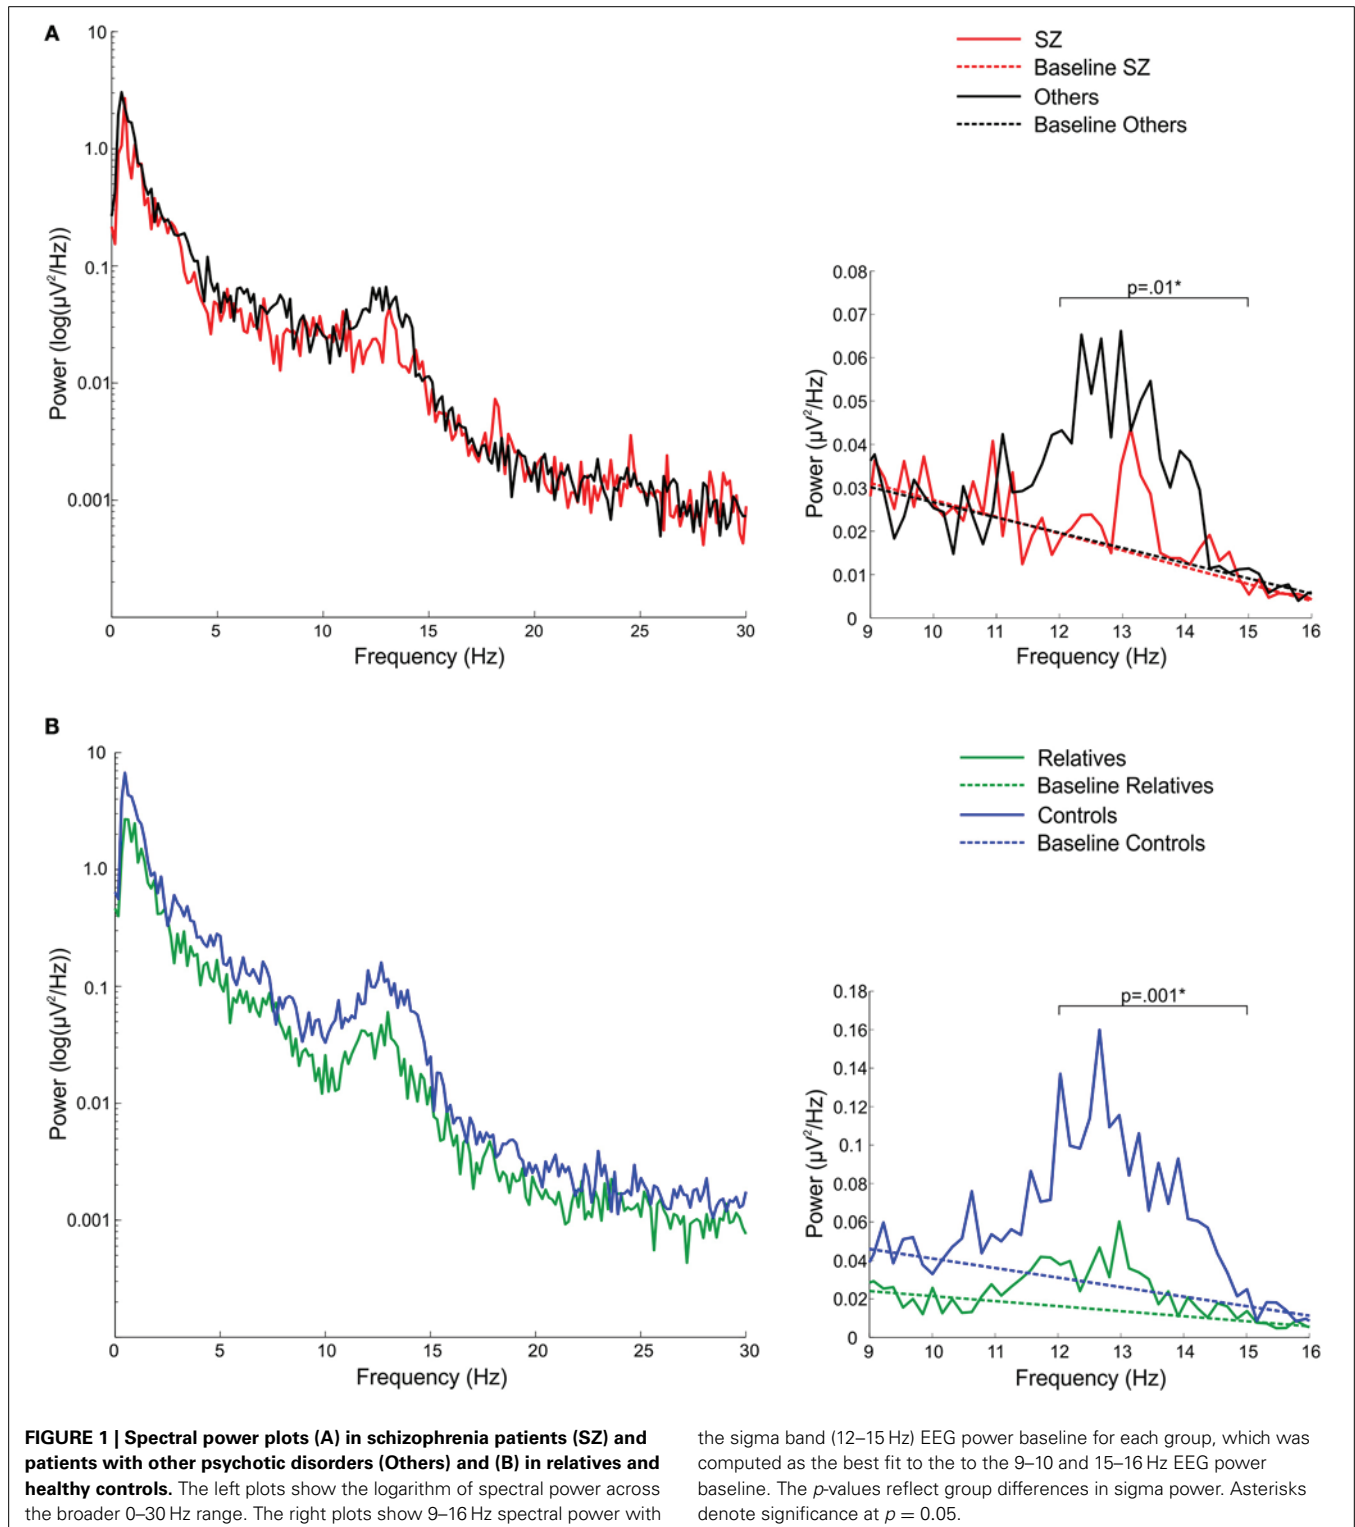 A
SZ
Baseline SZ
Others
Baseline Others
10
1.0
0.1
0.01
0.001
Power (log(µV²/Hz))
0 5 10 15 20 25 30
Frequency (Hz)
p=.01*
0.08
0.07
0.06
0.05
0.04
0.03
0.02
0.01
0
Power (µV²/Hz)
9 10 11 12 13 14 15 16
Frequency (Hz)
B
Relatives
Baseline Relatives
Controls
Baseline Controls
10
1.0
0.1
0.01
0.001
Power (log(µV²/Hz))
0 5 10 15 20 25 30
Frequency (Hz)
p=.001*
0.18
0.16
0.14
0.12
0.1
0.08
0.06
0.04
0.02
0
Power (µV²/Hz)
9 10 11 12 13 14 15 16
Frequency (Hz)
FIGURE 1 | Spectral power plots (A) in schizophrenia patients (SZ) and
patients with other psychotic disorders (Others) and (B) in relatives and
healthy controls. The left plots show the logarithm of spectral power across
the broader 0–30 Hz range. The right plots show 9–16 Hz spectral power with
the sigma band (12–15 Hz) EEG power baseline for each group, which was
computed as the best fit to the to the 9–10 and 15–16 Hz EEG power
baseline. The p-values reflect group differences in sigma power. Asterisks
denote significance at p = 0.05.